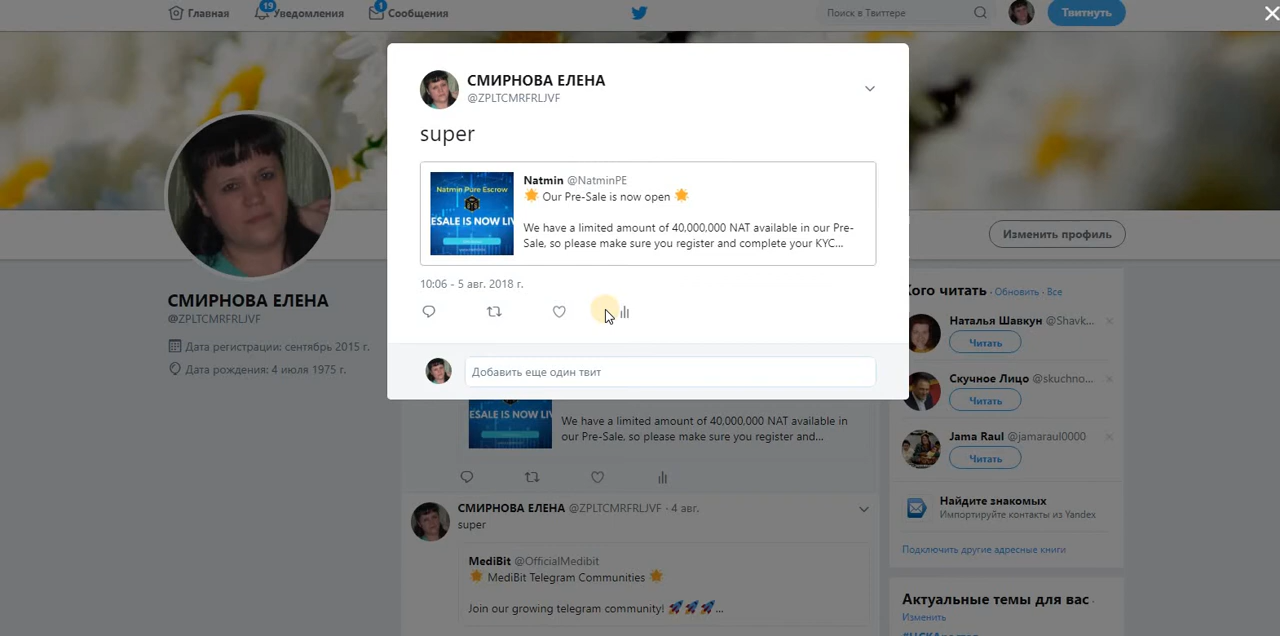 Главная
19
Уведомления
1
Сообщения
Поиск в Твиттере
Твитнуть
СМИРНОВА ЕЛЕНА
@ZPLTCMRFRLJVF
super
Natmin Pure Escrow
ESALE IS NOW LIV
Natmin @NatminPE
Our Pre-Sale is now open
We have a limited amount of 40,000,000 NAT available in our Pre-
Sale, so please make sure you register and complete your KYC...
10:06 - 5 авг. 2018 г.
Добавить еще один твит
Изменить профиль
СМИРНОВА ЕЛЕНА
@ZPLTCMRFRLJVF
Дата регистрации: сентябрь 2015 г.
Дата рождения: 4 июля 1975 г.
ESALE IS NOW LIV
We have a limited amount of 40,000,000 NAT available in
our Pre-Sale, so please make sure you register and...
СМИРНОВА ЕЛЕНА @ZPLTCMRFRLJVF · 4 авг.
super
MediBit @OfficialMedibit
MediBit Telegram Communities
Join our growing telegram community! ...
Кого читать · Обновить · Все
Наталья Шавкун @Shavk...
Читать
Скучное Лицо @skuchno...
Читать
Jama Raul @jamaraul0000
Читать
Найдите знакомых
Импортируйте контакты из Yandex
Подключить другие адресные книги
Актуальные темы для вас ·
Изменить